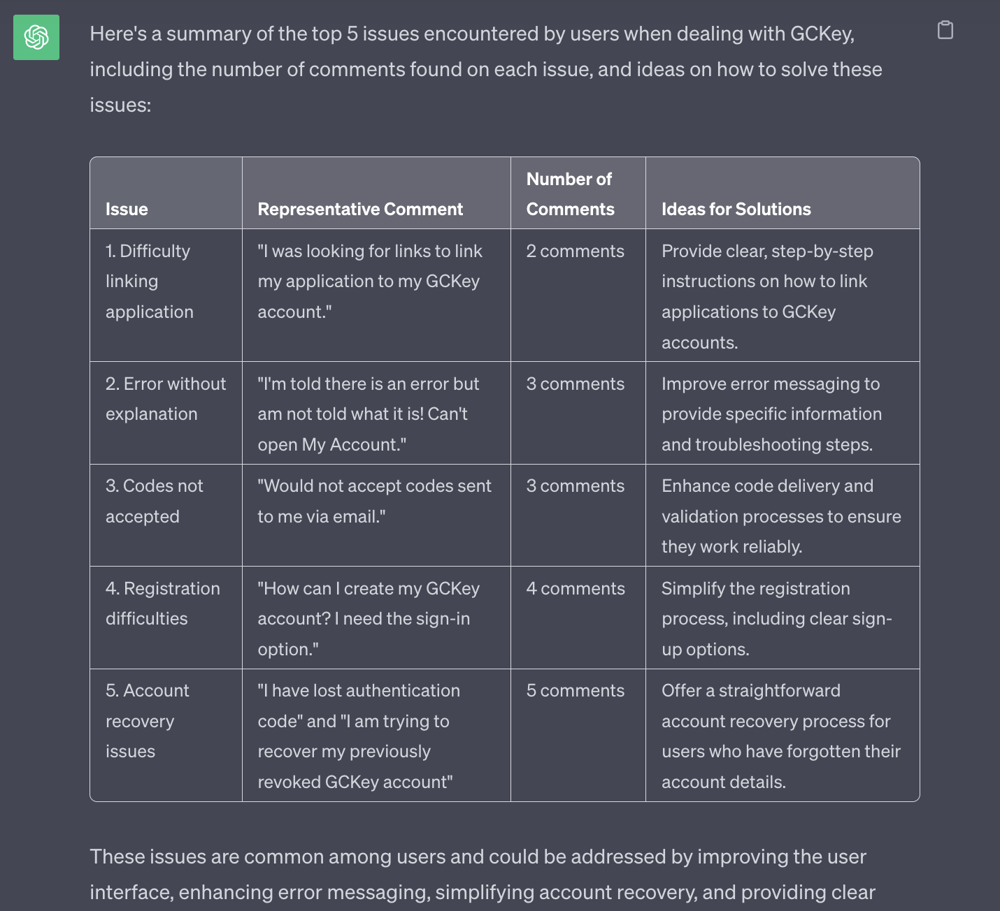 Here's a summary of the top 5 issues encountered by users when dealing with GCKey,
including the number of comments found on each issue, and ideas on how to solve these
issues:
Issue
Representative Comment
Number of
Comments
Ideas for Solutions
1. Difficulty
linking
application
"I was looking for links to link
my application to my GCKey
account."
2 comments
Provide clear, step-by-step
instructions on how to link
applications to GCKey
accounts.
2. Error without
explanation
"I'm told there is an error but
am not told what it is! Can't
open My Account."
3 comments
Improve error messaging to
provide specific information
and troubleshooting steps.
3. Codes not
accepted
"Would not accept codes sent
to me via email."
3 comments
Enhance code delivery and
validation processes to ensure
they work reliably.
4. Registration
difficulties
"How can I create my GCKey
account? I need the sign-in
option."
4 comments
Simplify the registration
process, including clear sign-
up options.
5. Account
recovery
issues
"I have lost authentication
code" and "I am trying to
recover my previously
revoked GCKey account"
5 comments
Offer a straightforward
account recovery process for
users who have forgotten their
account details.
These issues are common among users and could be addressed by improving the user
interface, enhancing error messaging, simplifying account recovery, and providing clear